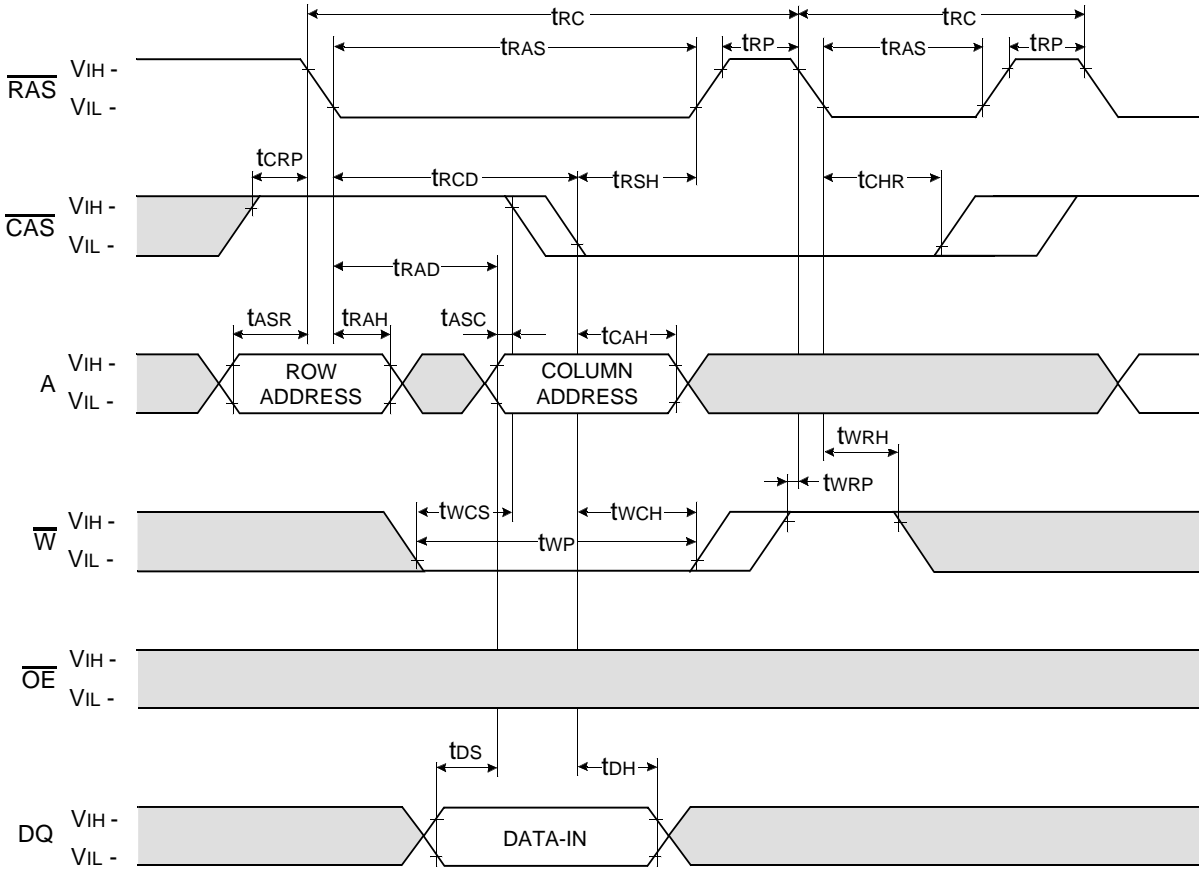 tRC tRC
tRAS tRP tRAS tRP
RAS VIH -
VIL -
tCRP tRCD tRSH tCHR
CAS VIH -
VIL -
tRAD
tASR tRAH tASC tCAH
A VIH -
VIL -
ROW
ADDRESS
COLUMN
ADDRESS
tWRH
tWRP
tWCS tWCH
W VIH -
VIL -
tWP
OE VIH -
VIL -
tDS tDH
DQ VIH -
VIL -
DATA-IN